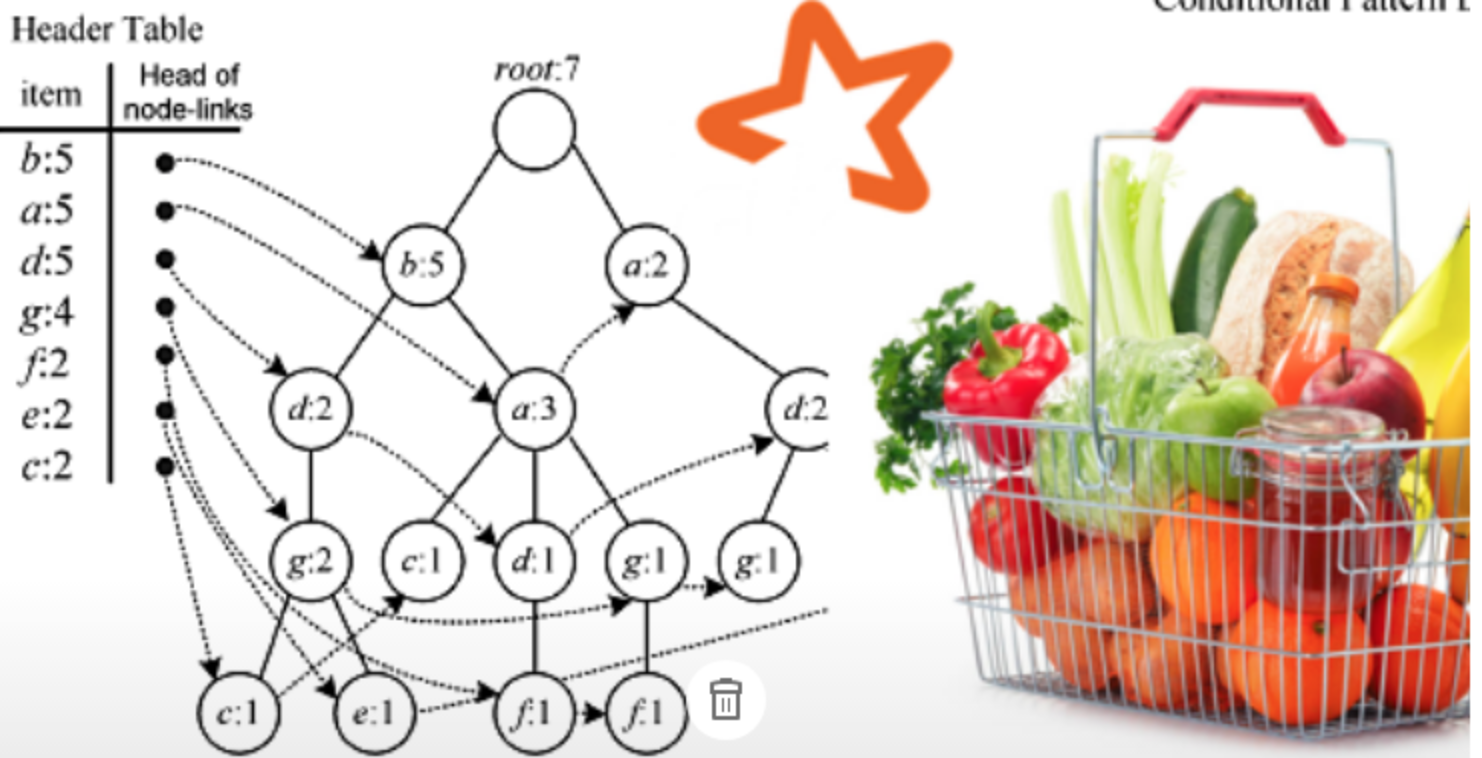 Conditional Pattern
Header Table
item
Head of
node-links
b:5
a:5
d:5
g:4
f:2
e:2
c:2
root:7
b:5
a:2
d:2
a:3
d:2
g:2
c:1
d:1
g:1
g:1
c:1
e:1
f:1
f:1